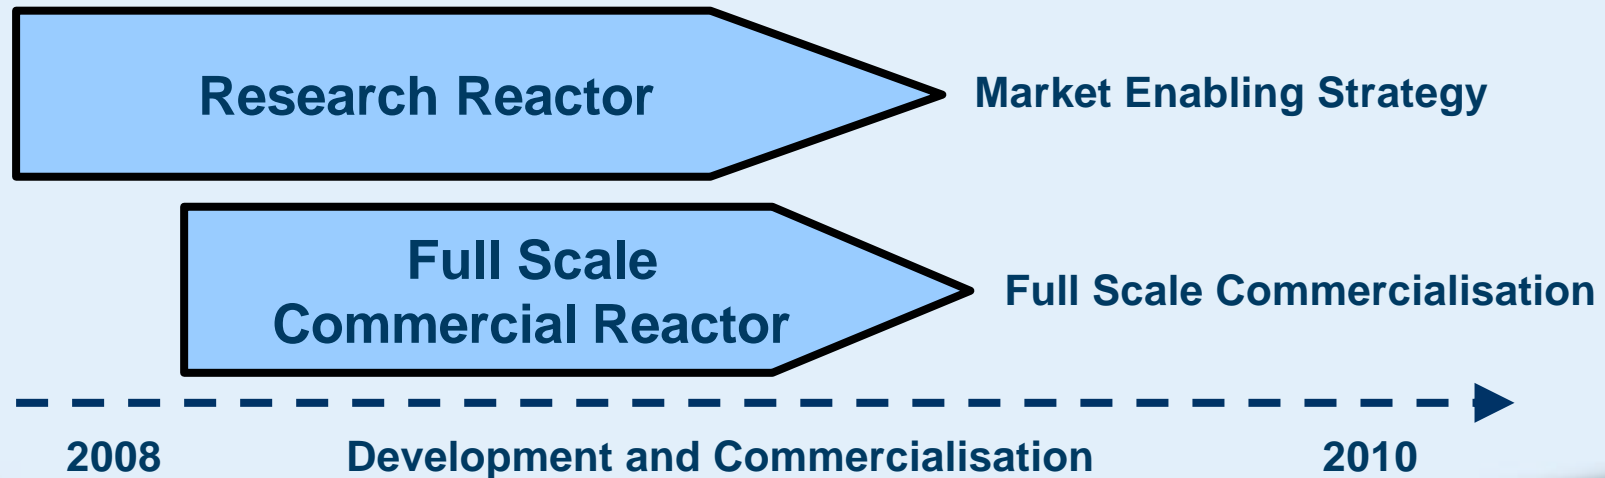 Research Reactor
Market Enabling Strategy
Full Scale
Commercial Reactor
Full Scale Commercialisation
2008
Development and Commercialisation
2010